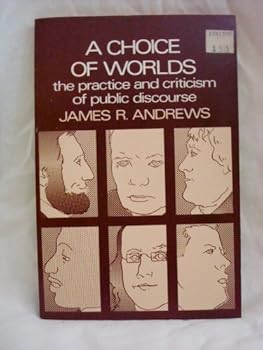 A CHOICE
OF WORLDS
the practice and criticism
of public discourse
JAMES R. ANDREWS